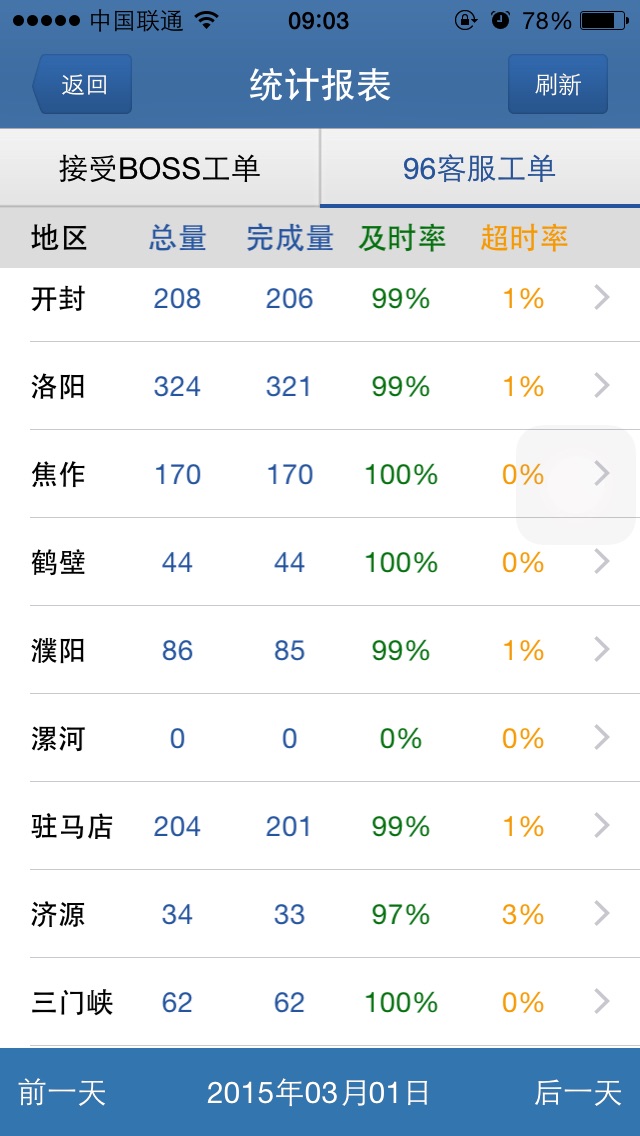 中国联通 09:03 78%
返回 统计报表 刷新
接受BOSS工单 96客服工单
地区 总量 完成量 及时率 超时率
开封 208 206 99% 1%
洛阳 324 321 99% 1%
焦作 170 170 100% 0%
鹤壁 44 44 100% 0%
濮阳 86 85 99% 1%
漯河 0 0 0% 0%
驻马店 204 201 99% 1%
济源 34 33 97% 3%
三门峡 62 62 100% 0%
前一天 2015年03月01日 后一天